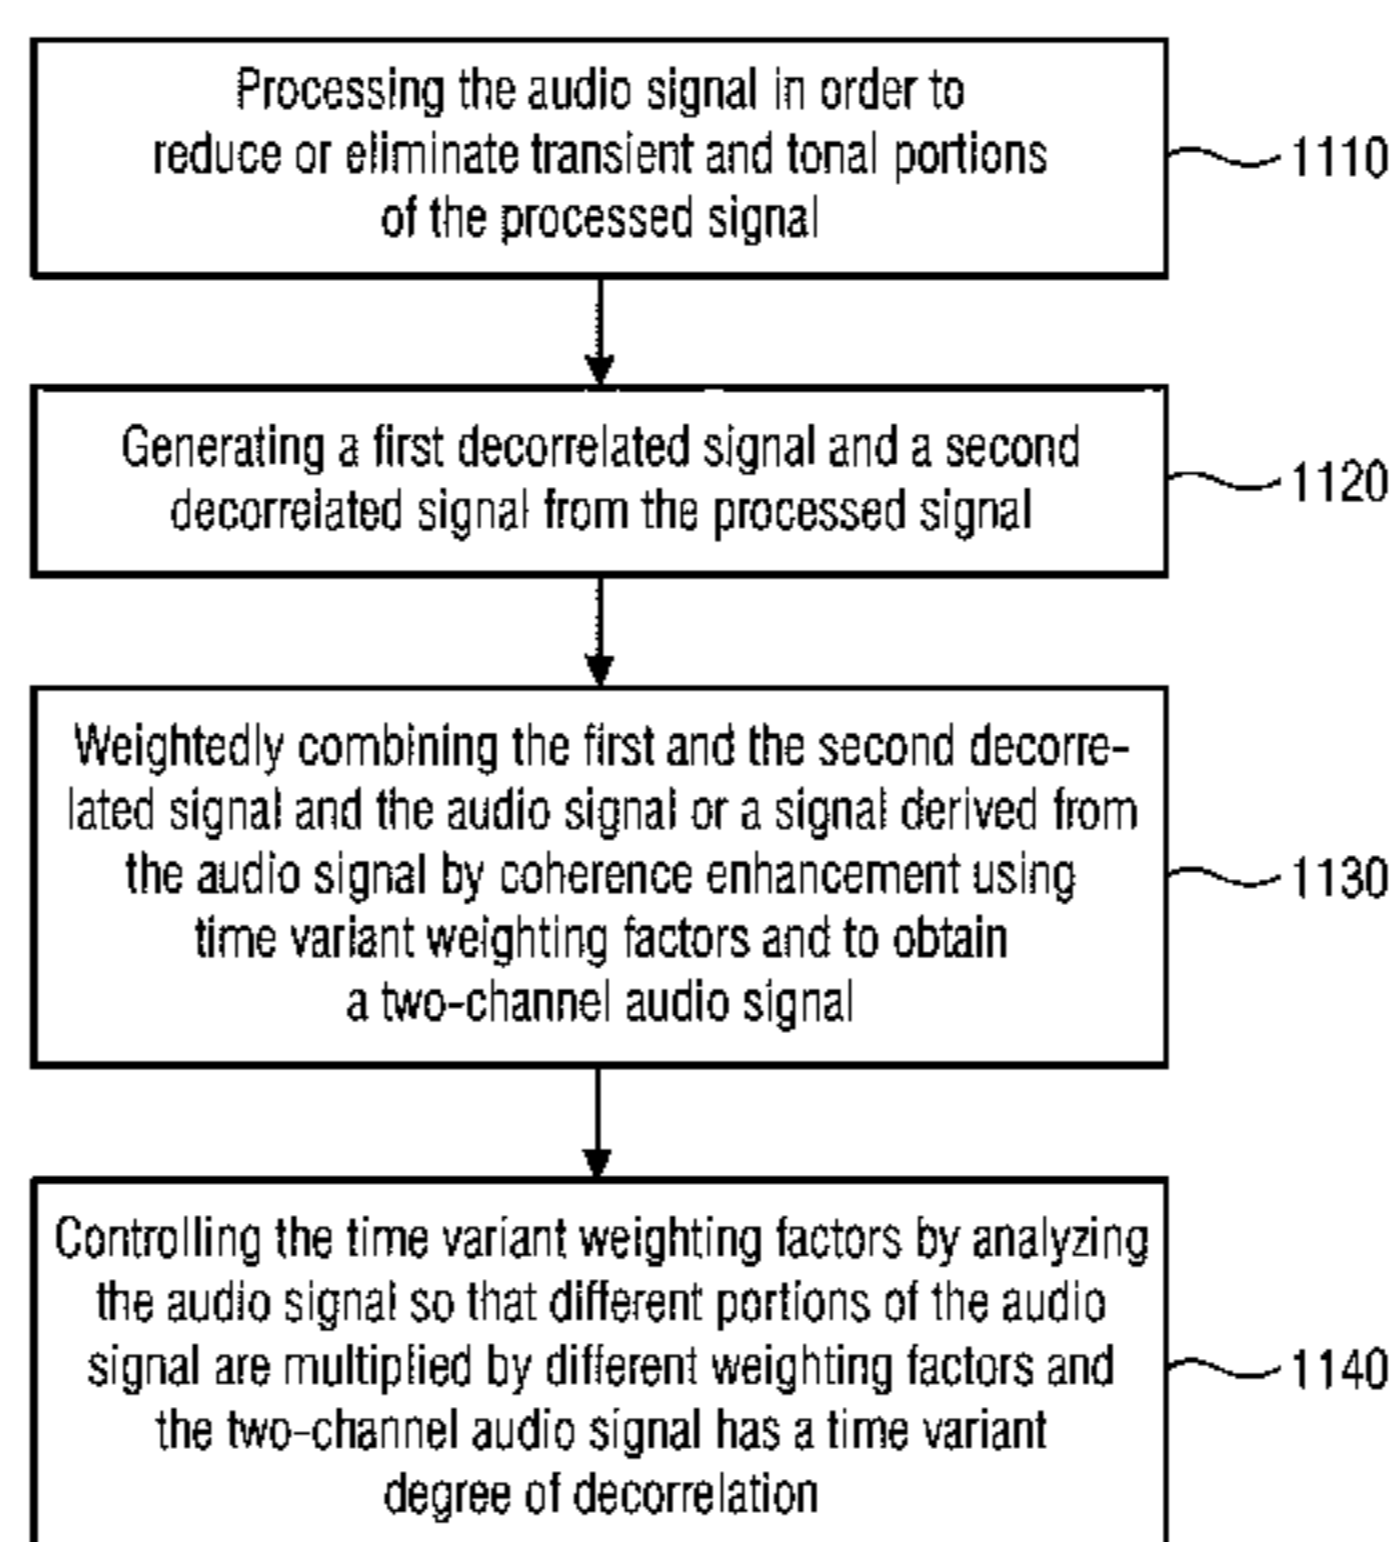 Processing the audio signal in order to
reduce or eliminate transient and tonal portions
of the processed signal
1110
Generating a first decorrelated signal and a second
decorrelated signal from the processed signal
1120
Weightedly combining the first and the second decorre-
lated signal and the audio signal or a signal derived from
the audio signal by coherence enhancement using
time variant weighting factors and to obtain
a two-channel audio signal
1130
Controlling the time variant weighting factors by analyzing
the audio signal so that different portions of the audio
signal are multiplied by different weighting factors and
the two-channel audio signal has a time variant
degree of decorrelation
1140